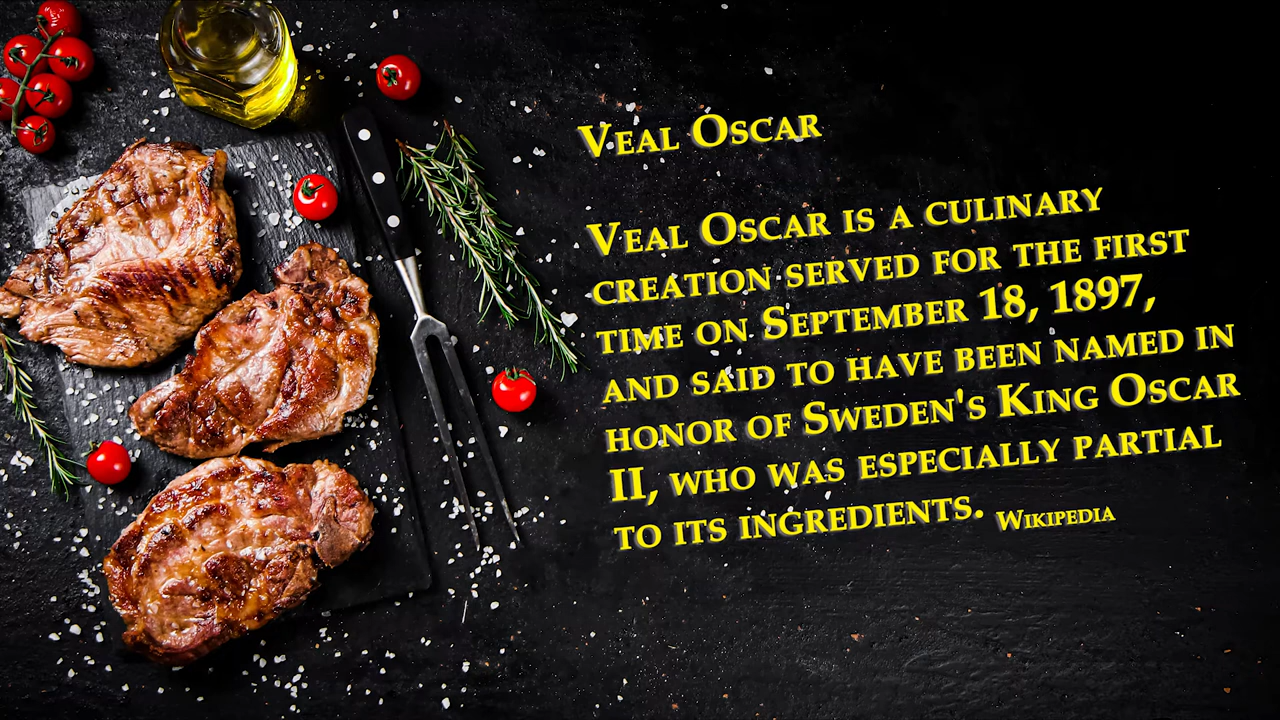 Veal Oscar
Veal Oscar is a culinary
creation served for the first
time on September 18, 1897,
and said to have been named in
honor of Sweden's King Oscar
II, who was especially partial
to its ingredients. Wikipedia